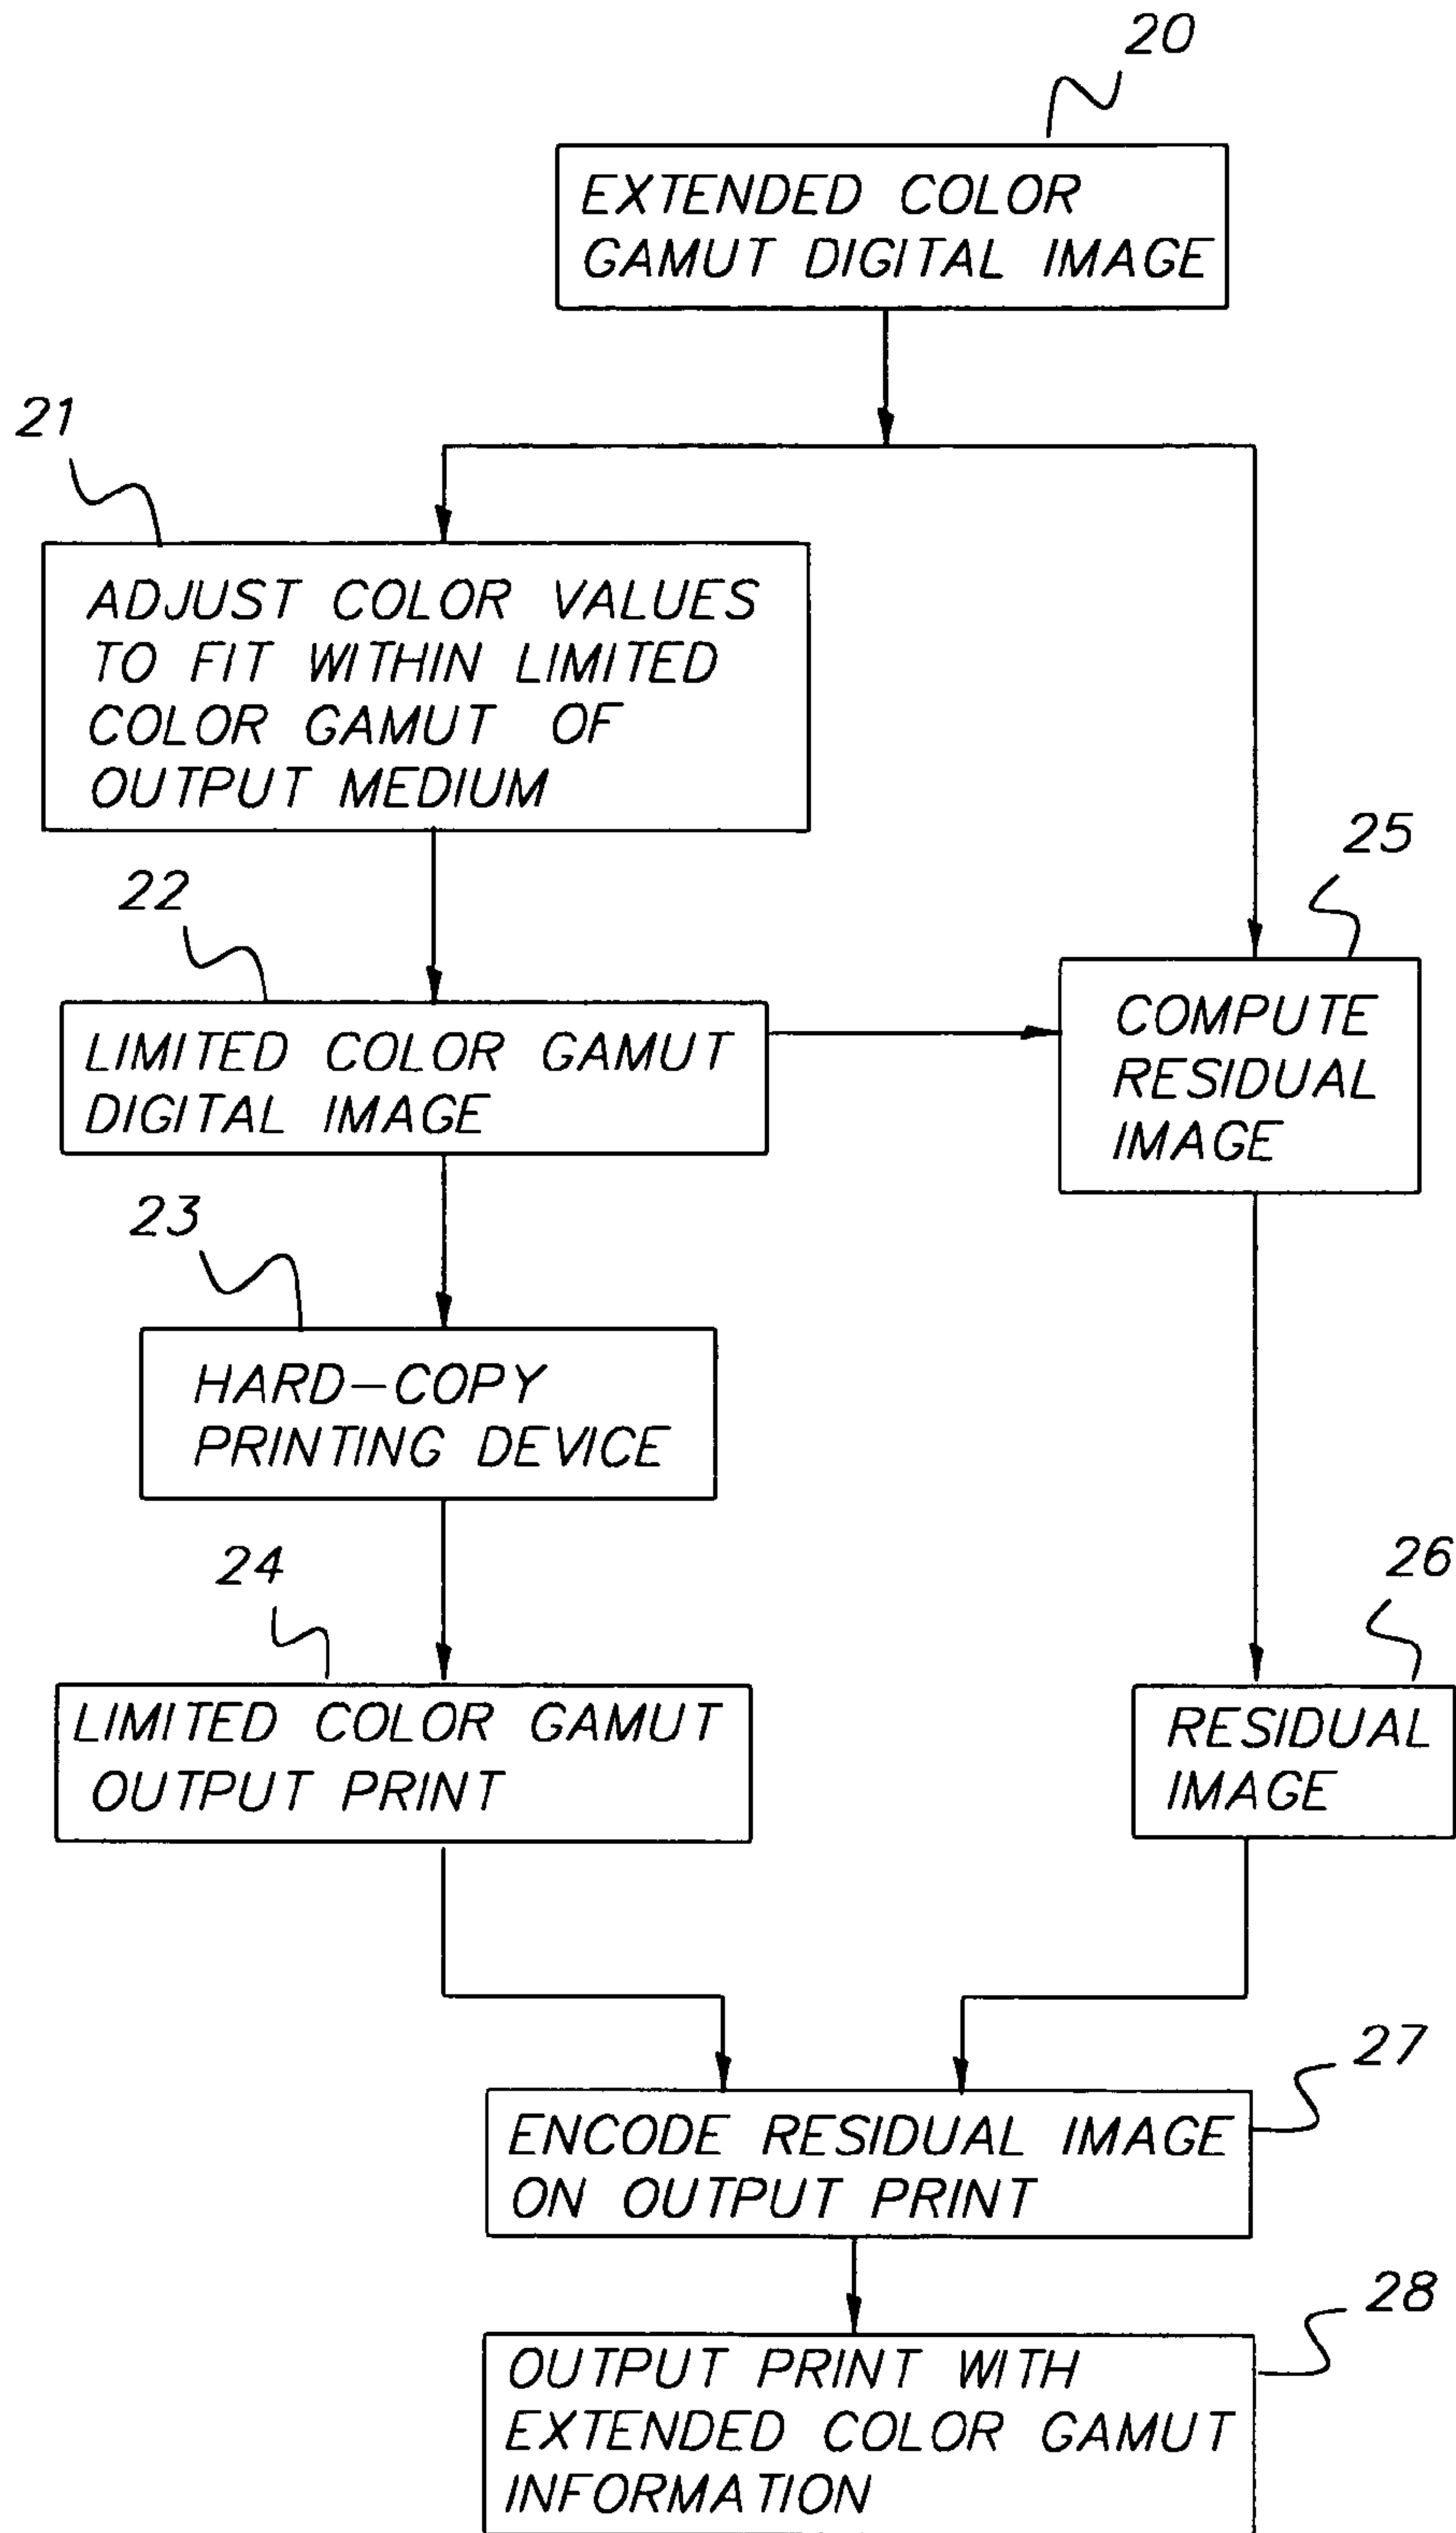 20
EXTENDED COLOR
GAMUT DIGITAL IMAGE
21
ADJUST COLOR VALUES
TO FIT WITHIN LIMITED
COLOR GAMUT OF
OUTPUT MEDIUM
22
LIMITED COLOR GAMUT
DIGITAL IMAGE
25
COMPUTE
RESIDUAL
IMAGE
23
HARD-COPY
PRINTING DEVICE
24
LIMITED COLOR GAMUT
OUTPUT PRINT
26
RESIDUAL
IMAGE
27
ENCODE RESIDUAL IMAGE
ON OUTPUT PRINT
28
OUTPUT PRINT WITH
EXTENDED COLOR GAMUT
INFORMATION